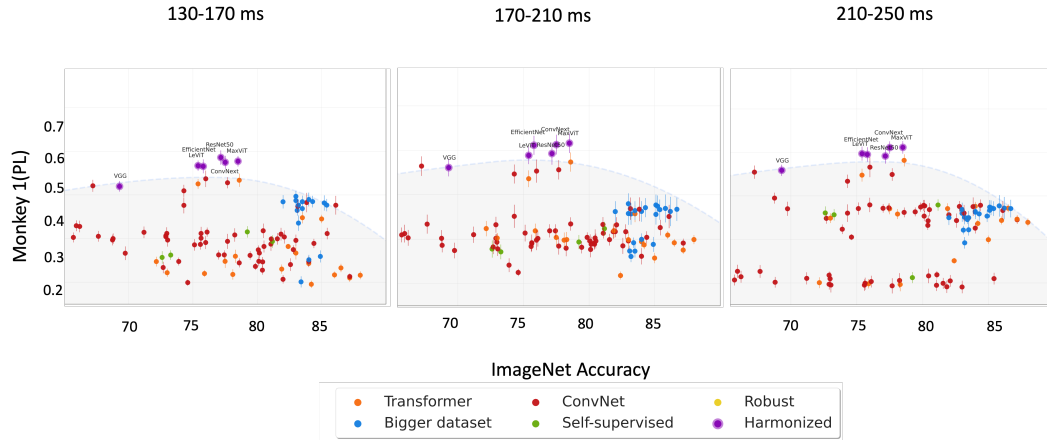 130-170 ms
170-210 ms
210-250 ms
Monkey 1(PL)
0.7
0.6
0.5
0.4
0.3
0.2
EfficientNet
ResNet50
LeViT
MaxViT
ConvNext
VGG
70
75
80
85
EfficientNet
ConvNext
MaxViT
VGG
70
75
80
85
ConvNext
EfficientNet
MaxViT
LeViT
ResNet50
VGG
70
75
80
85
ImageNet Accuracy
Transformer
ConvNet
Robust
Bigger dataset
Self-supervised
Harmonized